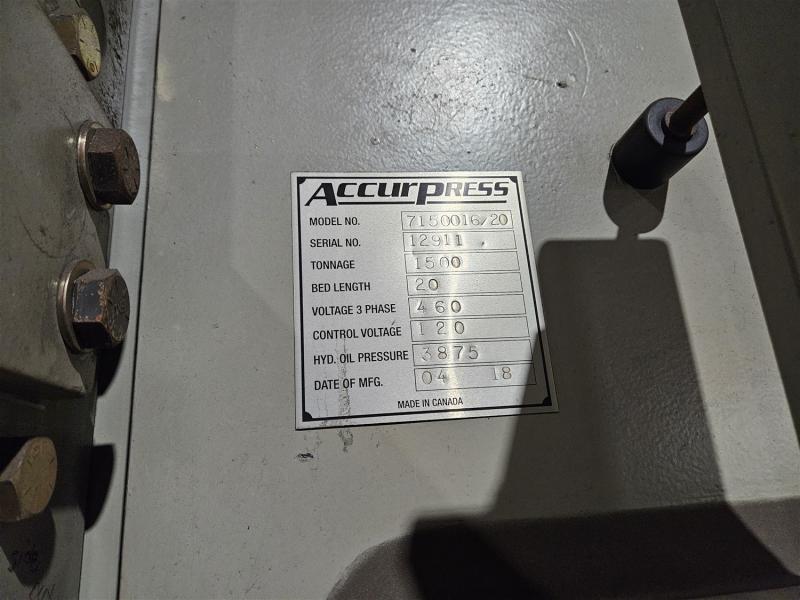 ACCURPRESS
MODEL NO. 7150016/20
SERIAL NO. 12911
TONNAGE 1500
BED LENGTH 20
VOLTAGE 3 PHASE 460
CONTROL VOLTAGE 120
HYD. OIL PRESSURE 3875
DATE OF MFG. 04 18
MADE IN CANADA